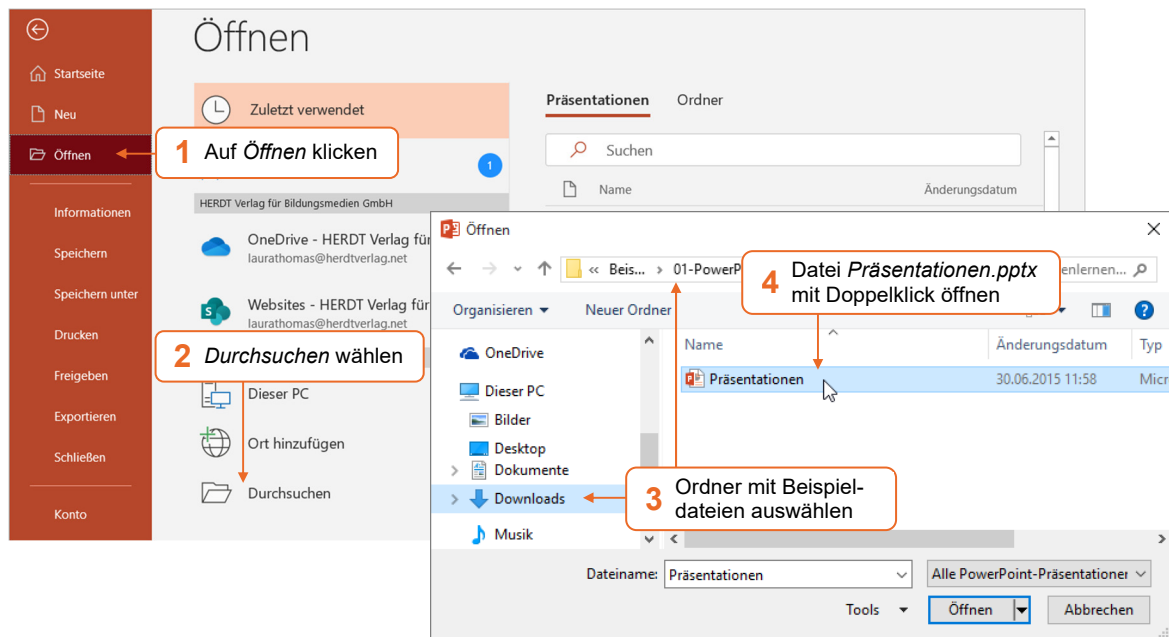 Öffnen
Startseite
Neu
Öffnen
Informationen
Speichern
Speichern unter
Drucken
Freigeben
Exportieren
Schließen
Konto
Zuletzt verwendet
1 Auf Öffnen klicken
1
HERDT Verlag für Bildungsmedien GmbH
OneDrive - HERDT Verlag für
laurathomas@herdtverlag.net
Websites - HERDT Verlag für
laurathomas@herdtverlag.net
2 Durchsuchen wählen
Dieser PC
Ort hinzufügen
Durchsuchen
Präsentationen Ordner
Suchen
Name Änderungsdatum
Öffnen
« Beis... › 01-PowerP
enlernen...
4 Datei Präsentationen.pptx
mit Doppelklick öffnen
Organisieren Neuer Ordner
OneDrive
Dieser PC
Bilder
Desktop
Dokumente
Downloads
Musik
Name Änderungsdatum Typ
Präsentationen 30.06.2015 11:58 Micr
3 Ordner mit Beispiel-
dateien auswählen
Dateiname: Präsentationen Alle PowerPoint-Präsentationen
Tools Öffnen Abbrechen